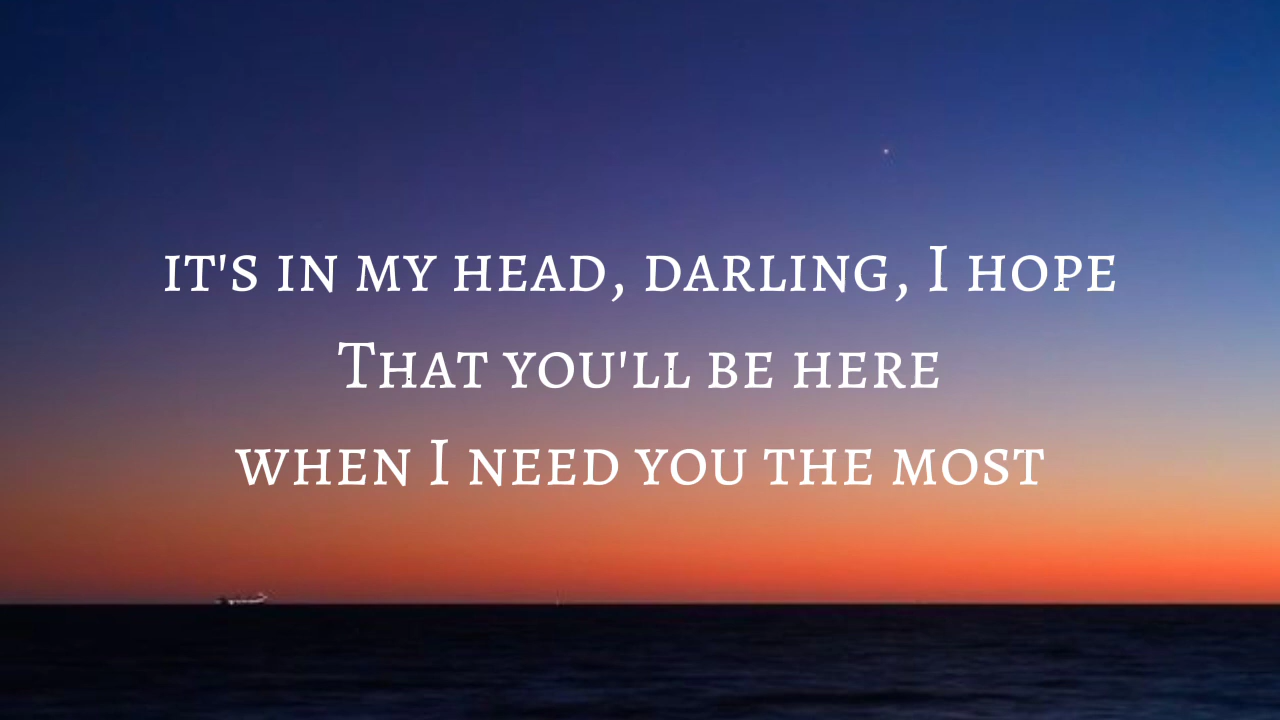 it's in my head, darling, I hope
That you'll be here
when I need you the most